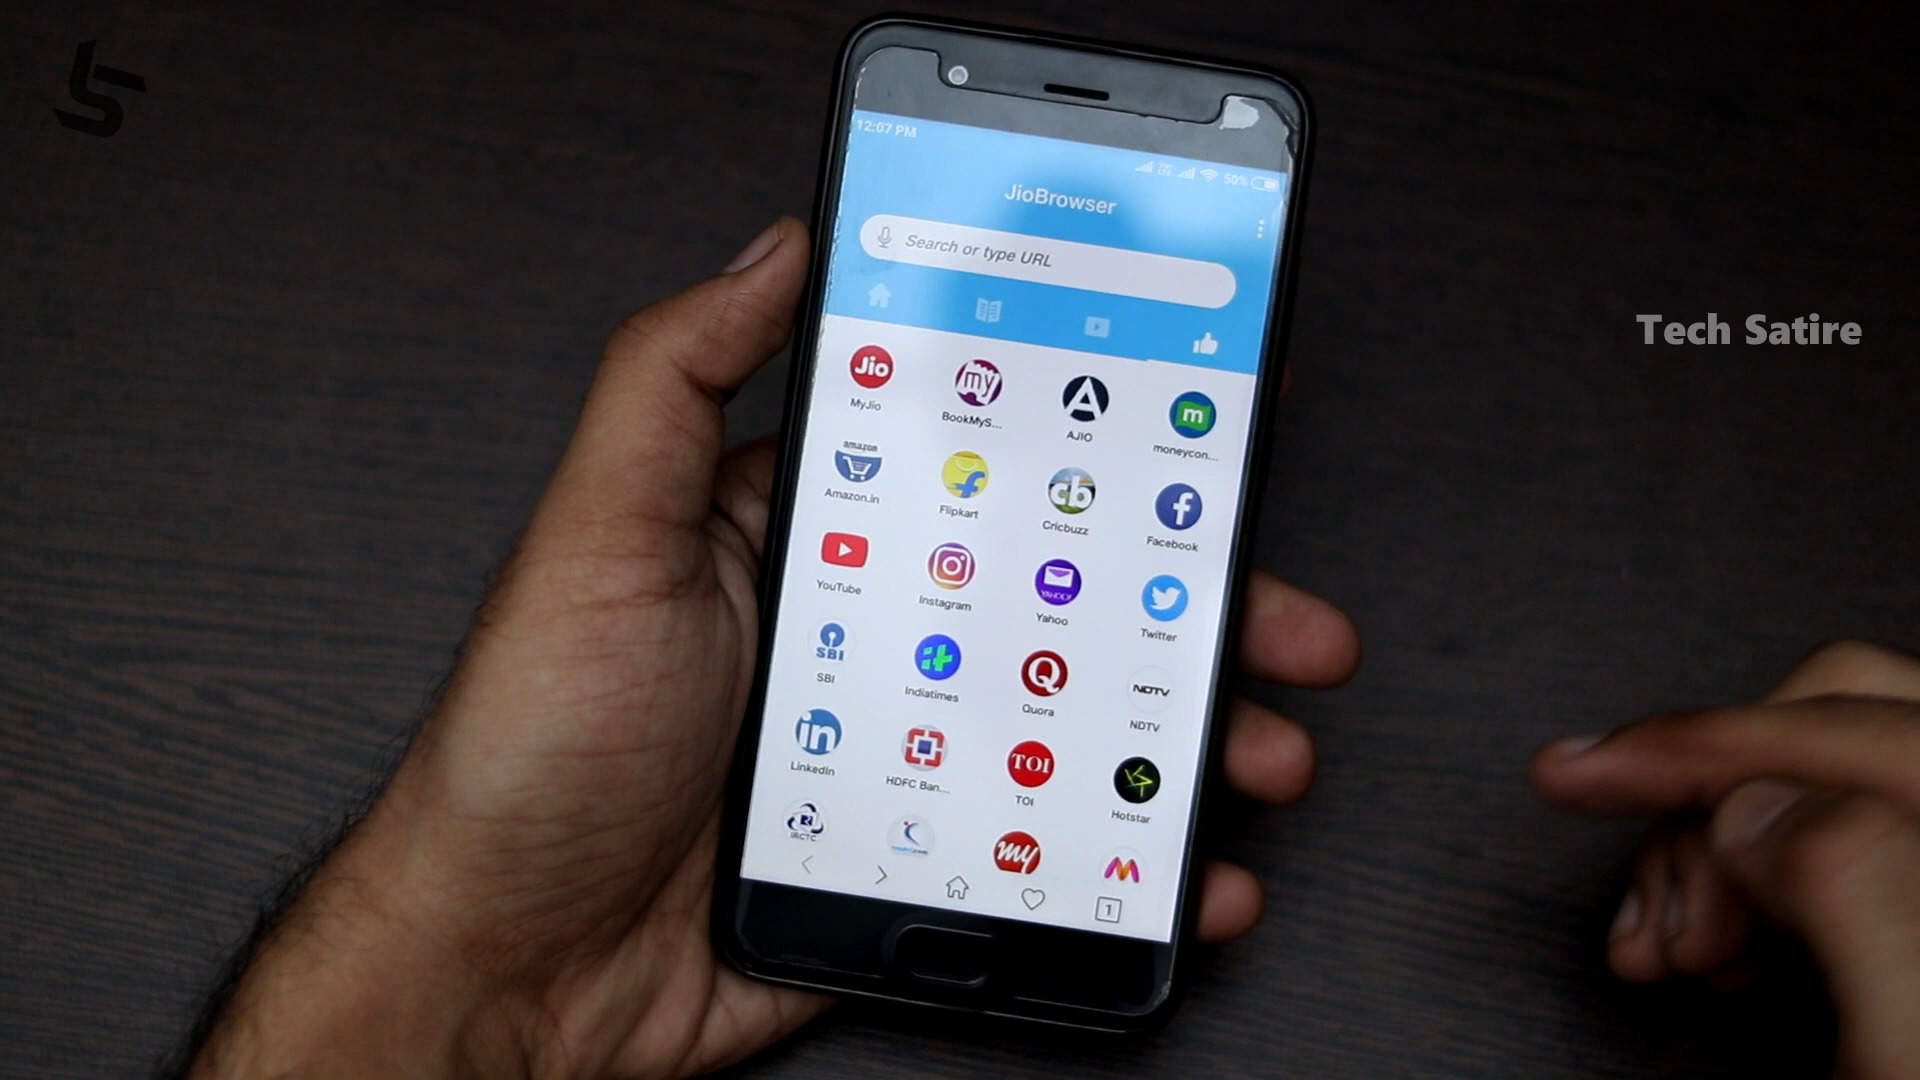 12:07 PM
VoLTE 50%
JioBrowser
Search or type URL
Jio
my
m
MyJio
BookMyS...
AJIO
moneycon...
amazon
cb
f
Amazon.in
Flipkart
Cricbuzz
Facebook
YAHOO!
YouTube
Instagram
Yahoo
Twitter
SBI
Q
NDTV
SBI
Indiatimes
Quora
NDTV
in
TOI
LinkedIn
HDFC Ban...
TOI
Hotstar
IRCTC
my
1
Tech Satire